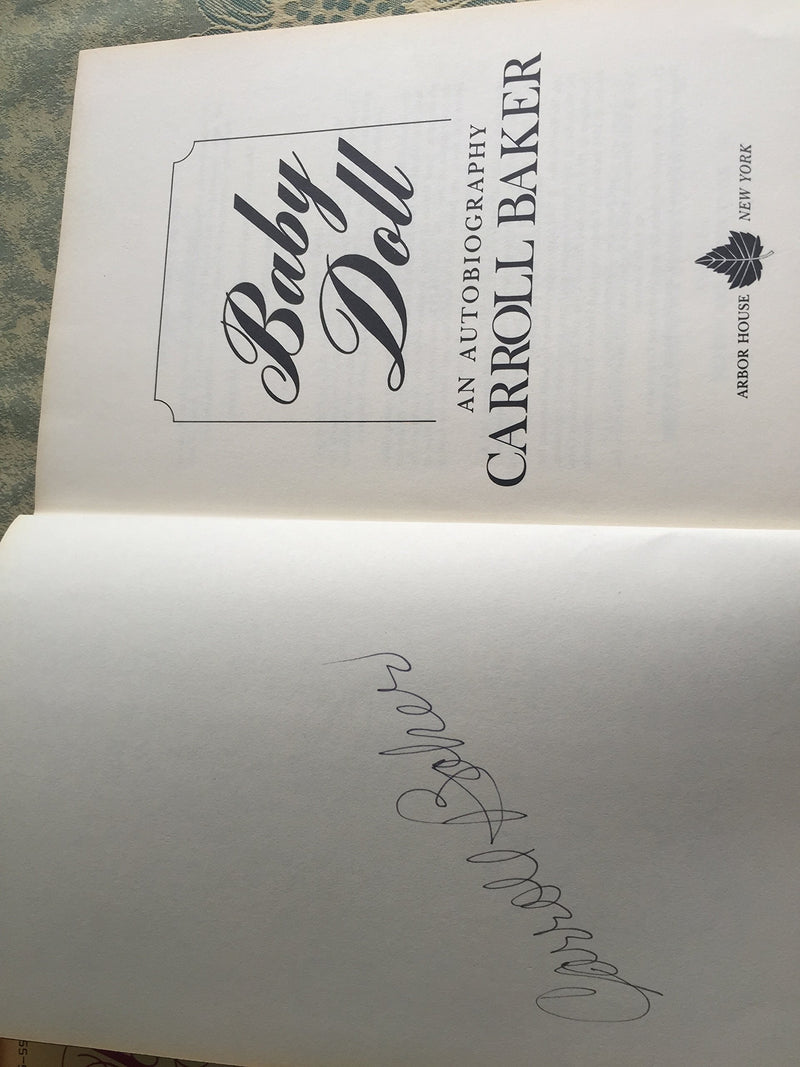 Carroll Baker
Baby
Doll
AN AUTOBIOGRAPHY
CARROLL BAKER
ARBOR HOUSE NEW YORK